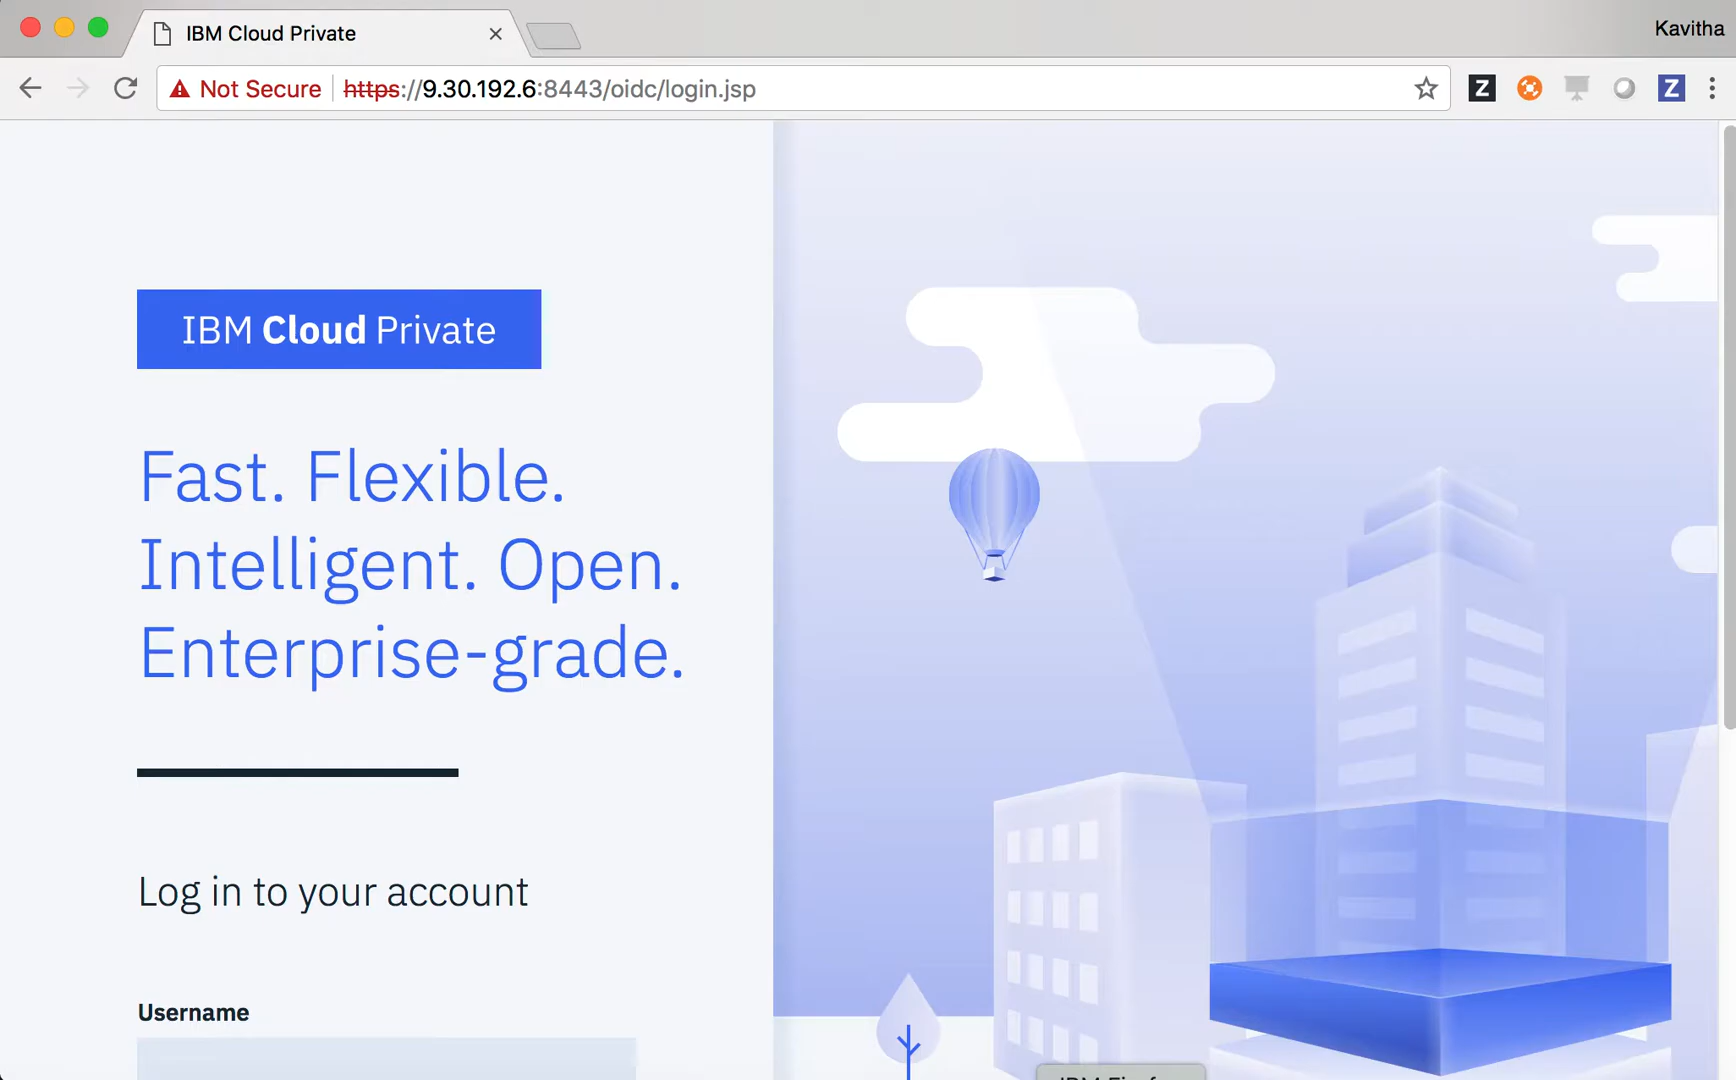 IBM Cloud Private
Kavitha
Not Secure
https://9.30.192.6:8443/oidc/login.jsp
Z
Z
IBM Cloud Private
Fast. Flexible.
Intelligent. Open.
Enterprise-grade.
Log in to your account
Username